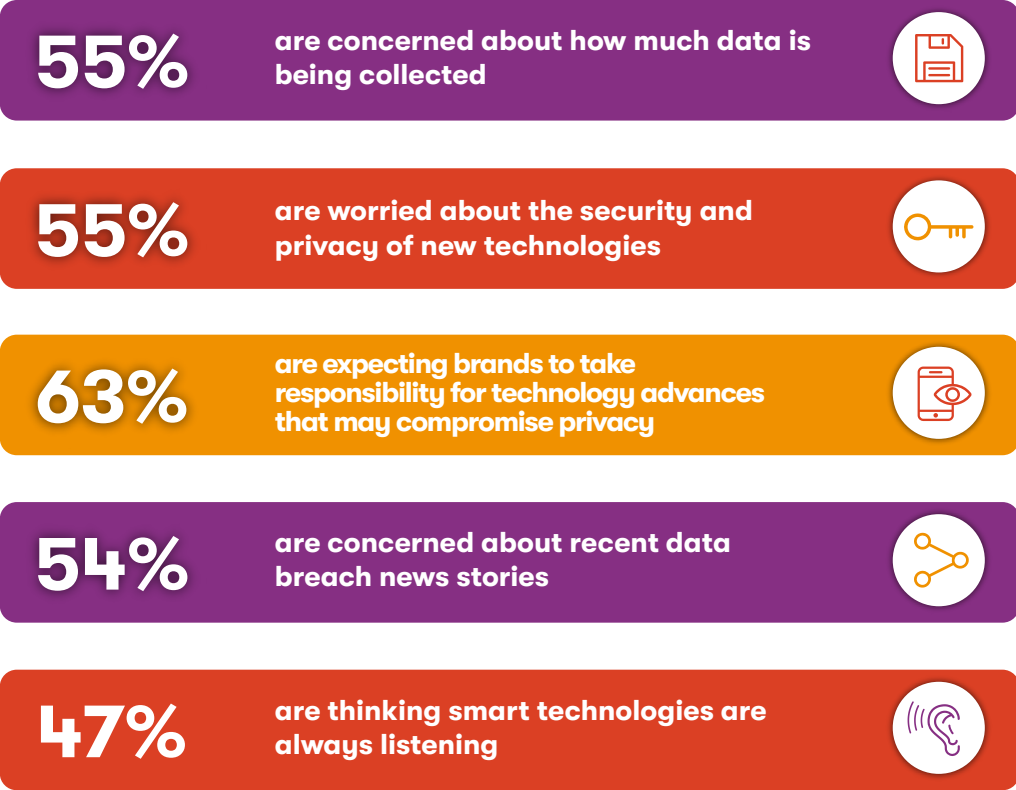 55%
are concerned about how much data is
being collected
55%
are worried about the security and
privacy of new technologies
63%
are expecting brands to take
responsibility for technology advances
that may compromise privacy
54%
are concerned about recent data
breach news stories
47%
are thinking smart technologies are
always listening